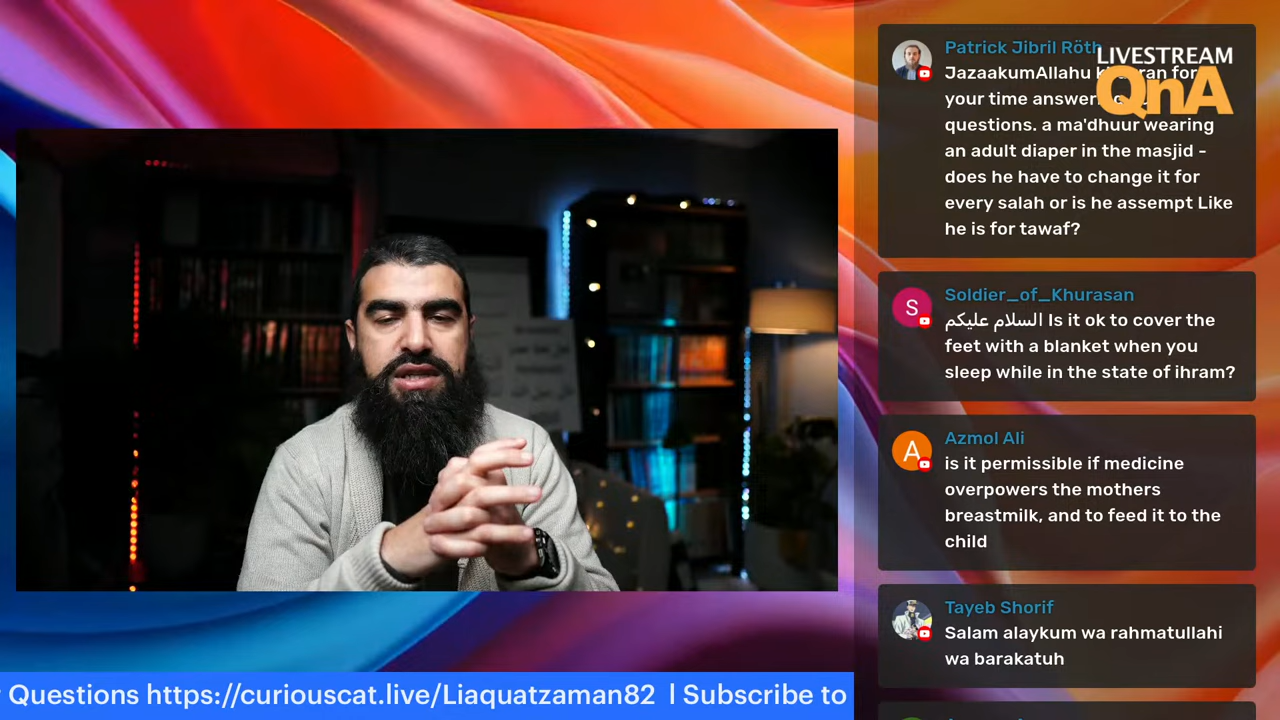 Patrick Jibril Röth
LIVESTREAM
QnA
JazaakumAllahu for
your time
questions. a ma'dhuur wearing
an adult diaper in the masjid -
does he have to change it for
every salah or is he assempt Like
he is for tawaf?
S
Soldier_of_Khurasan
السلام عليكم Is it ok to cover the
feet with a blanket when you
sleep while in the state of ihram?
A
Azmol Ali
is it permissible if medicine
overpowers the mothers
breastmilk, and to feed it to the
child
Tayeb Shorif
Salam alaykum wa rahmatullahi
wa barakatuh
Questions https://curiouscat.live/Liaquatzaman82 | Subscribe to